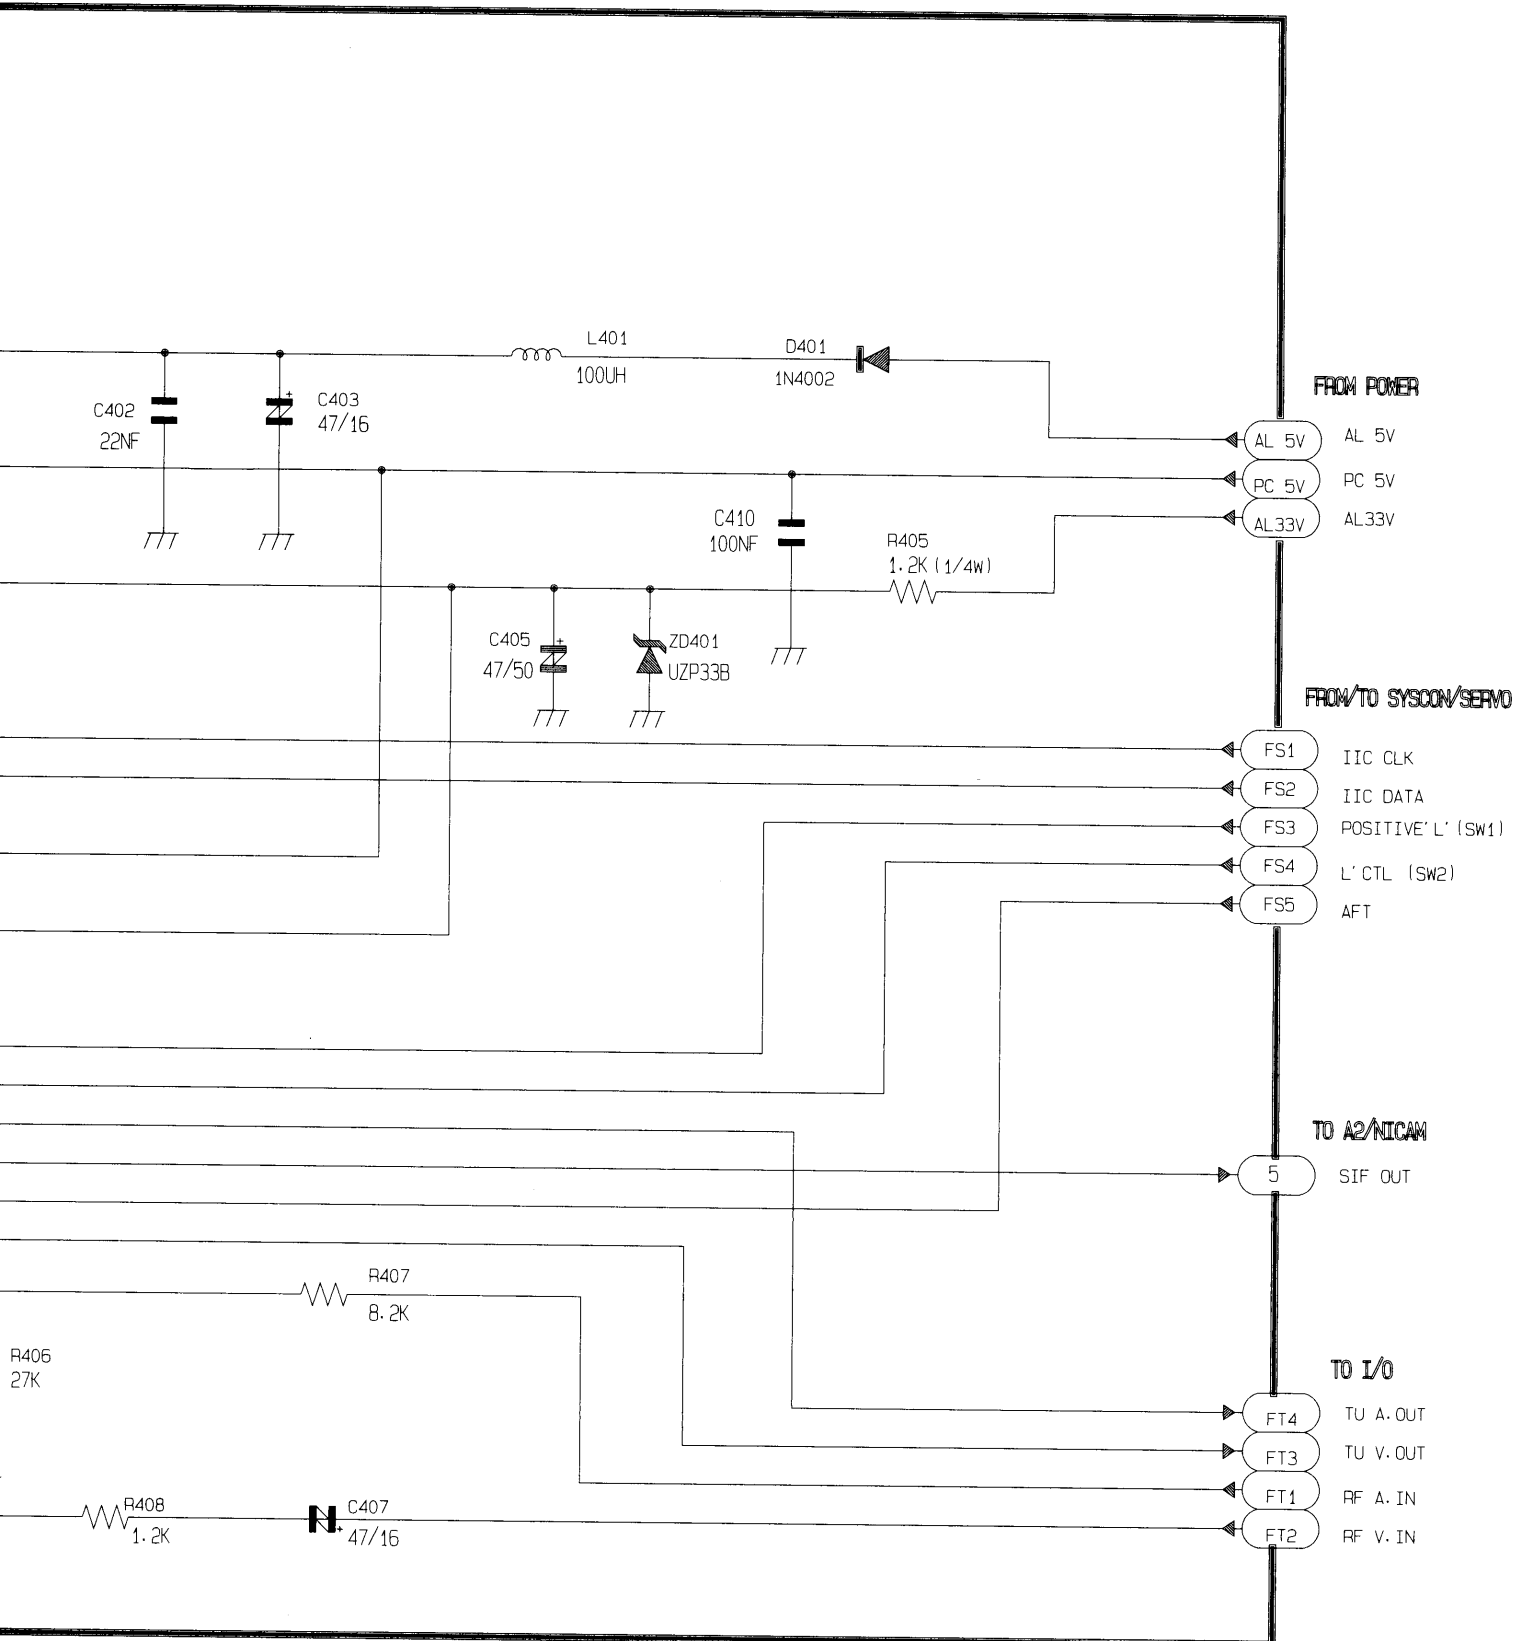 L401
100UH
D401
1N4002
C402
22NF
+
C403
47/16
FROM POWER
AL 5V
AL 5V
PC 5V
PC 5V
AL33V
AL33V
C410
100NF
R405
1.2K (1/4W)
C405
47/50
+
ZD401
UZP33B
FROM/TO SYSCON/SERVO
FS1
IIC CLK
FS2
IIC DATA
FS3
POSITIVE'L'(SW1)
FS4
L'CTL (SW2)
FS5
AFT
TO A2/NICAM
5
SIF OUT
R407
8.2K
R406
27K
TO I/O
FT4
TU A.OUT
FT3
TU V.OUT
FT1
RF A.IN
FT2
RF V.IN
R408
1.2K
C407
+
47/16